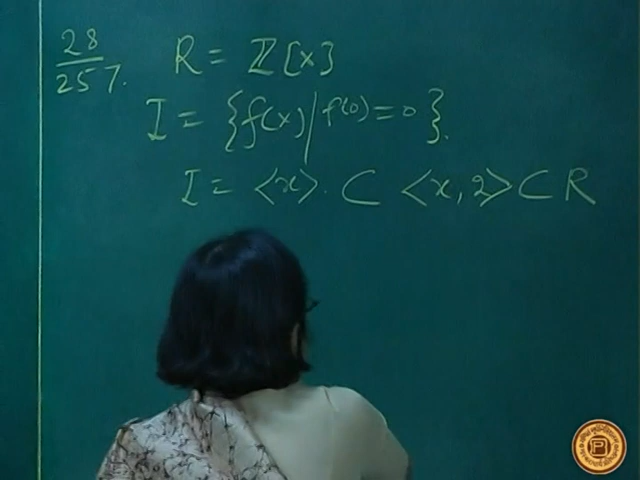 28/257. R = ℤ[x]
I = {f(x) | f(0) = 0}.
I = <x>. ⊂ <x, 2> ⊂ R